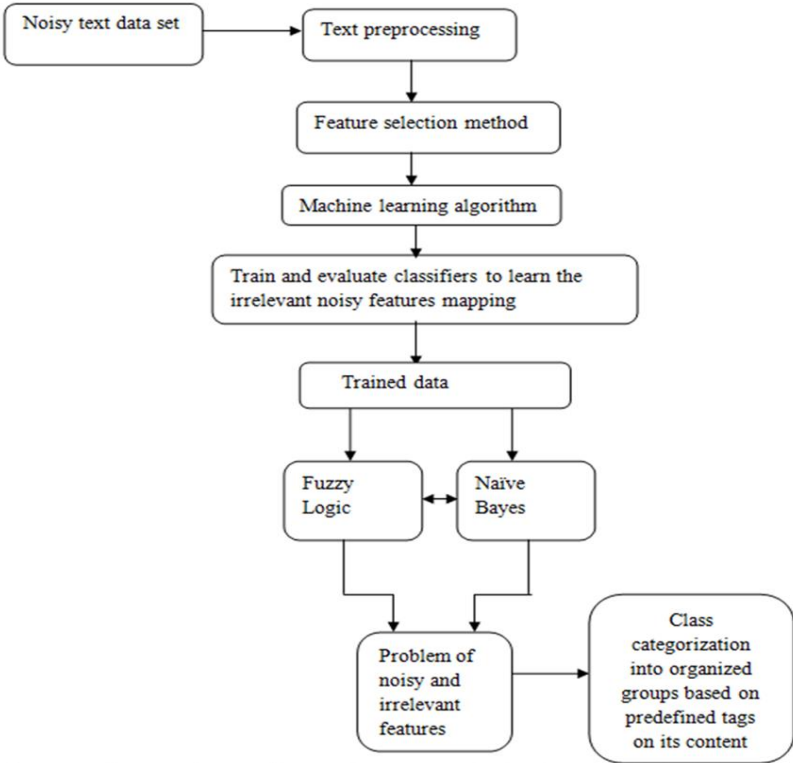 Noisy text data set
Text preprocessing
Feature selection method
Machine learning algorithm
Train and evaluate classifiers to learn the
irrelevant noisy features mapping
Trained data
Fuzzy
Logic
Naïve
Bayes
Problem of
noisy and
irrelevant
features
Class
categorization
into organized
groups based on
predefined tags
on its content